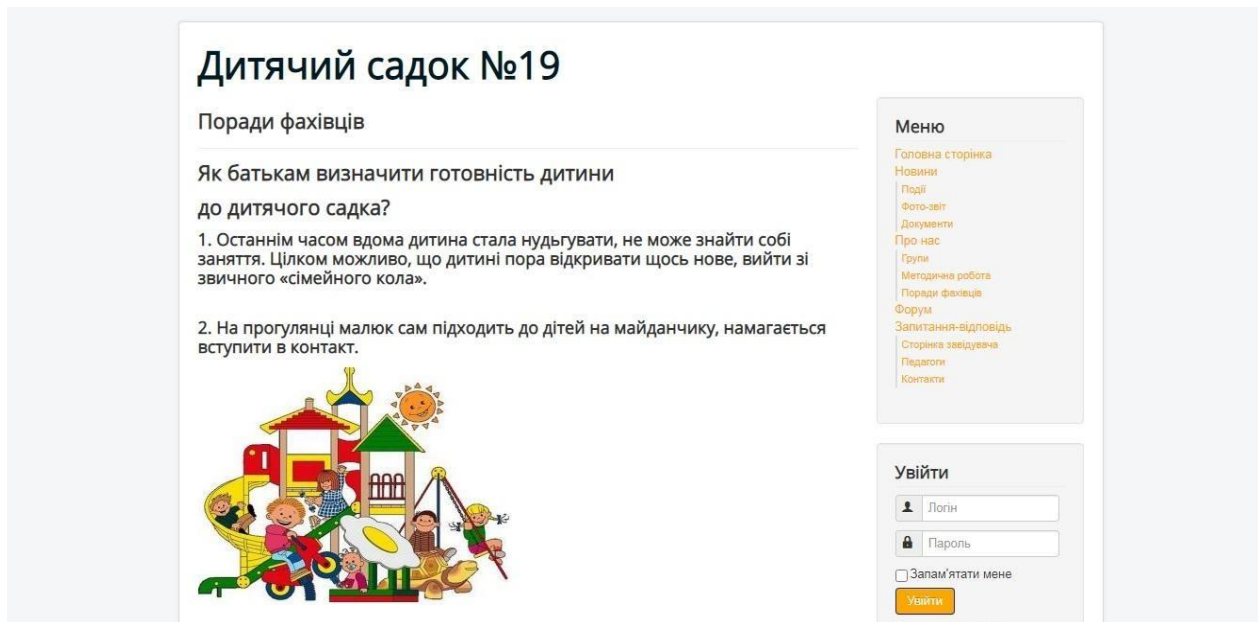 Дитячий садок №19
Поради фахівців
Як батькам визначити готовність дитини
до дитячого садка?
1. Останнім часом вдома дитина стала нудьгувати, не може знайти собі
заняття. Цілком можливо, що дитині пора відкривати щось нове, вийти зі
звичного «сімейного кола».
2. На прогулянці малюк сам підходить до дітей на майданчику, намагається
вступити в контакт.
Меню
Головна сторінка
Новини
Події
Фото-звіт
Документи
Про нас
Групи
Методична робота
Поради фахівців
Форум
Запитання-відповідь
Сторінка завідувача
Педагоги
Контакти
Увійти
Логін
Пароль
Запам'ятати мене
Увійти